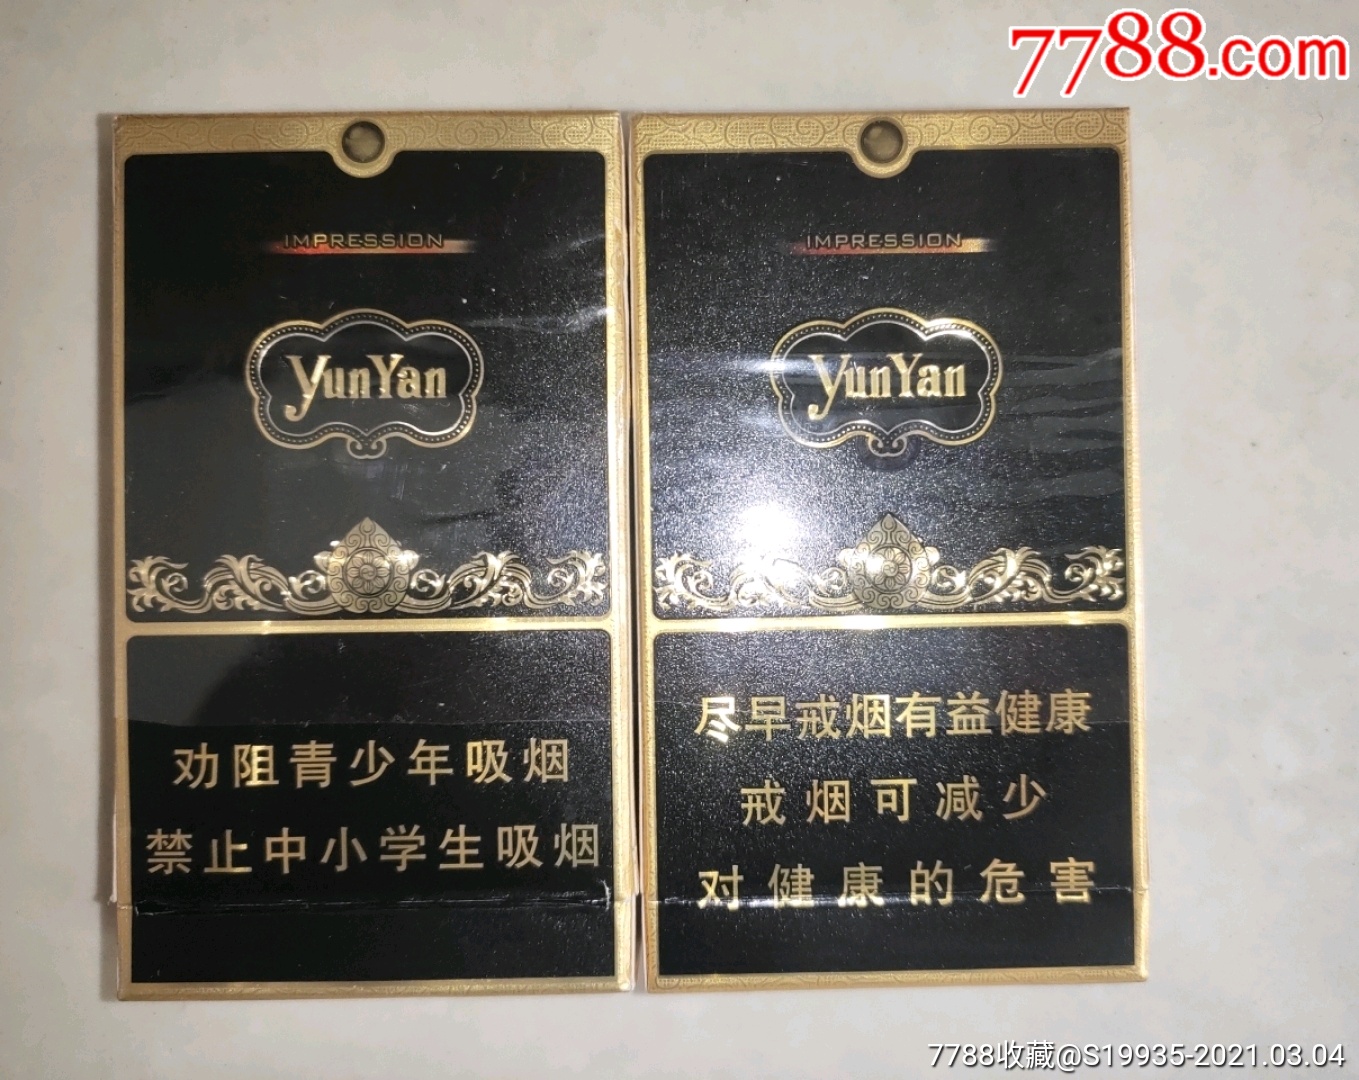 7788.com
IMPRESSION
YunYan
劝阻青少年吸烟
禁止中小学生吸烟
IMPRESSION
YunYan
尽早戒烟有益健康
戒烟可减少
对健康的危害
7788收藏@S19935-2021.03.04